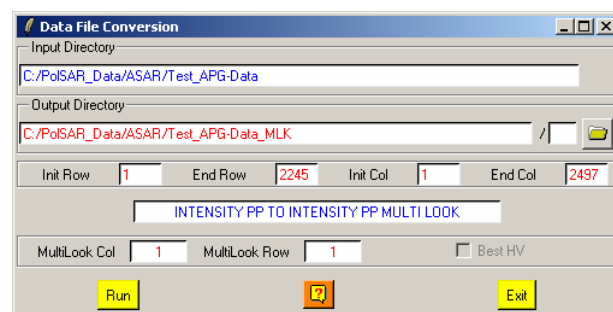 Data File Conversion
Input Directory
C:/PolSAR_Data/ASAR/Test_APG-Data
Output Directory
C:/PolSAR_Data/ASAR/Test_APG-Data_MLK /
Init Row 1 End Row 2245 Init Col 1 End Col 2497
INTENSITY PP TO INTENSITY PP MULTI LOOK
MultiLook Col 1 MultiLook Row 1 Best HV
Run ? Exit